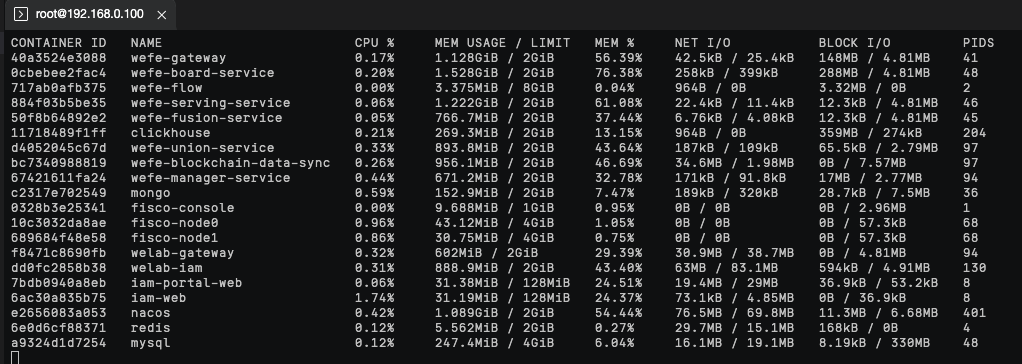 root@192.168.0.100
CONTAINER ID NAME CPU % MEM USAGE / LIMIT MEM % NET I/O BLOCK I/O PIDS
40a3524e3088 wefe-gateway 0.17% 1.128GiB / 2GiB 56.39% 42.5kB / 25.4kB 148MB / 4.81MB 41
0cbebee2fac4 wefe-board-service 0.20% 1.528GiB / 2GiB 76.38% 258kB / 399kB 288MB / 4.81MB 48
717ab0afb375 wefe-flow 0.00% 3.375MiB / 8GiB 0.04% 964B / 0B 3.32MB / 0B 2
884f03b5be35 wefe-serving-service 0.06% 1.222GiB / 2GiB 61.08% 22.4kB / 11.4kB 12.3kB / 4.81MB 46
50f8b64892e2 wefe-fusion-service 0.05% 766.7MiB / 2GiB 37.44% 6.76kB / 4.08kB 12.3kB / 4.81MB 45
11718489f1ff clickhouse 0.21% 269.3MiB / 2GiB 13.15% 964B / 0B 359MB / 274kB 204
d4052045c67d wefe-union-service 0.33% 893.8MiB / 2GiB 43.64% 187kB / 109kB 65.5kB / 2.79MB 97
bc7340988819 wefe-blockchain-data-sync 0.26% 956.1MiB / 2GiB 46.69% 34.6MB / 1.98MB 0B / 7.57MB 97
67421611fa24 wefe-manager-service 0.44% 671.2MiB / 2GiB 32.78% 171kB / 91.8kB 17MB / 2.77MB 94
c2317e702549 mongo 0.59% 152.9MiB / 2GiB 7.47% 189kB / 320kB 28.7kB / 7.5MB 36
0328b3e25341 fisco-console 0.00% 9.688MiB / 1GiB 0.95% 0B / 0B 0B / 2.96MB 1
10c3032da8ae fisco-node0 0.96% 43.12MiB / 4GiB 1.05% 0B / 0B 0B / 57.3kB 68
689684f48e58 fisco-node1 0.86% 30.75MiB / 4GiB 0.75% 0B / 0B 0B / 57.3kB 68
f8471c8690fb welab-gateway 0.32% 602MiB / 2GiB 29.39% 30.9MB / 38.7MB 0B / 4.81MB 94
dd0fc2858b38 welab-iam 0.31% 888.9MiB / 2GiB 43.40% 63MB / 83.1MB 594kB / 4.91MB 130
7bdb0940a8eb iam-portal-web 0.06% 31.38MiB / 128MiB 24.51% 19.4MB / 29MB 36.9kB / 53.2kB 8
6ac30a835b75 iam-web 1.74% 31.19MiB / 128MiB 24.37% 73.1kB / 4.85MB 0B / 36.9kB 8
e2656083a053 nacos 0.42% 1.089GiB / 2GiB 54.44% 76.5MB / 69.8MB 11.3MB / 6.68MB 401
6e0d6cf88371 redis 0.12% 5.562MiB / 2GiB 0.27% 29.7MB / 15.1MB 168kB / 0B 4
a9324d1d7254 mysql 0.12% 247.4MiB / 4GiB 6.04% 16.1MB / 19.1MB 8.19kB / 330MB 48